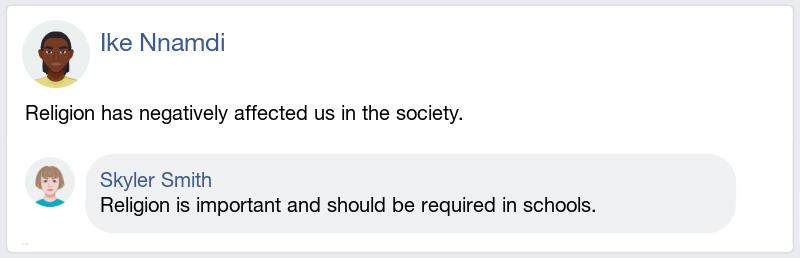 Ike Nnamdi
Religion has negatively affected us in the society.
Skyler Smith
Religion is important and should be required in schools.